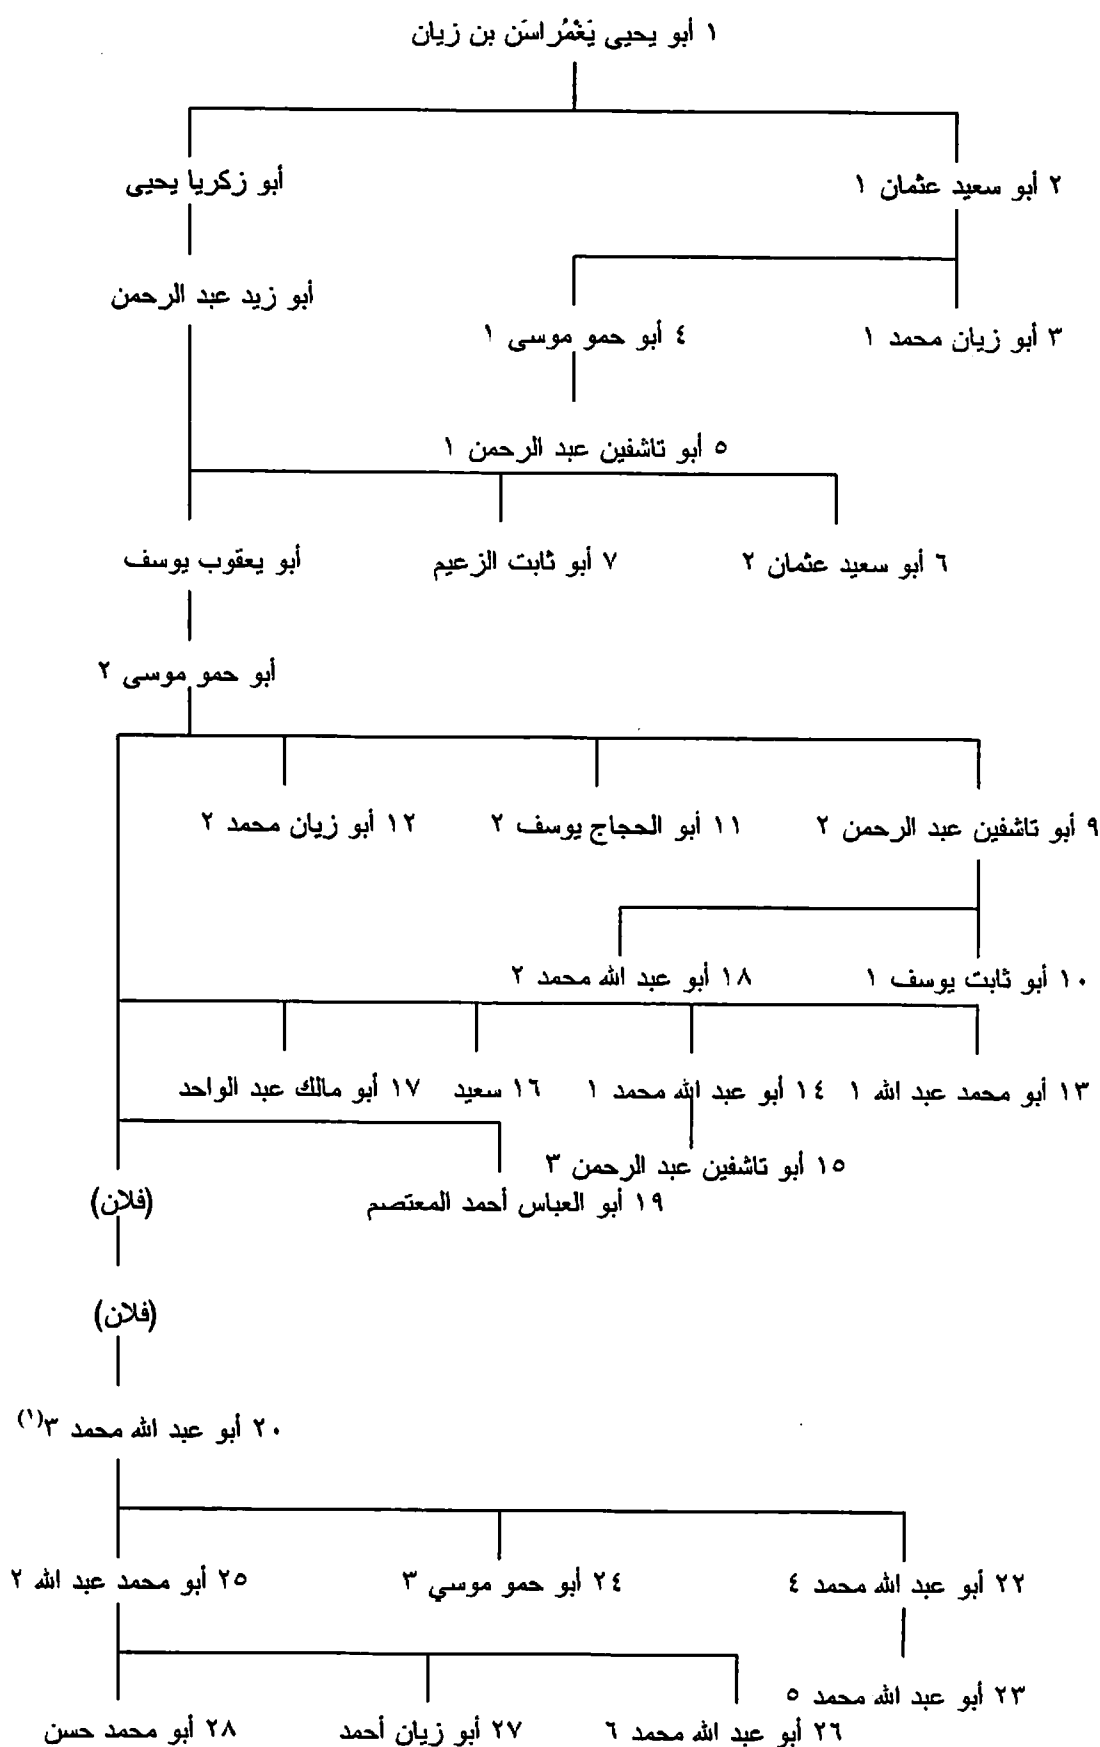 ١ أبو يحيى يَغْمُراسَن بن زيان
٢ أبو سعيد عثمان ١ أبو زكريا يحيى
أبو زيد عبد الرحمن
٣ أبو زيان محمد ١ ٤ أبو حمو موسى ١
٥ أبو تاشفين عبد الرحمن ١
٦ أبو سعيد عثمان ٢ ٧ أبو ثابت الزعيم أبو يعقوب يوسف
أبو حمو موسى ٢
٩ أبو تاشفين عبد الرحمن ٢ ١١ أبو الحجاج يوسف ٢ ١٢ أبو زيان محمد ٢
١٠ أبو ثابت يوسف ١ ١٨ أبو عبد الله محمد ٢
١٣ أبو محمد عبد الله ١ ١٤ أبو عبد الله محمد ١ ١٦ سعيد ١٧ أبو مالك عبد الواحد
١٥ أبو تاشفين عبد الرحمن ٣
١٩ أبو العباس أحمد المعتصم (فلان)
(فلان)
٢٠ أبو عبد الله محمد ٣(١)
٢٢ أبو عبد الله محمد ٤ ٢٤ أبو حمو موسي ٣ ٢٥ أبو محمد عبد الله ٢
٢٣ أبو عبد الله محمد ٥
٢٦ أبو عبد الله محمد ٦ ٢٧ أبو زيان أحمد ٢٨ أبو محمد حسن